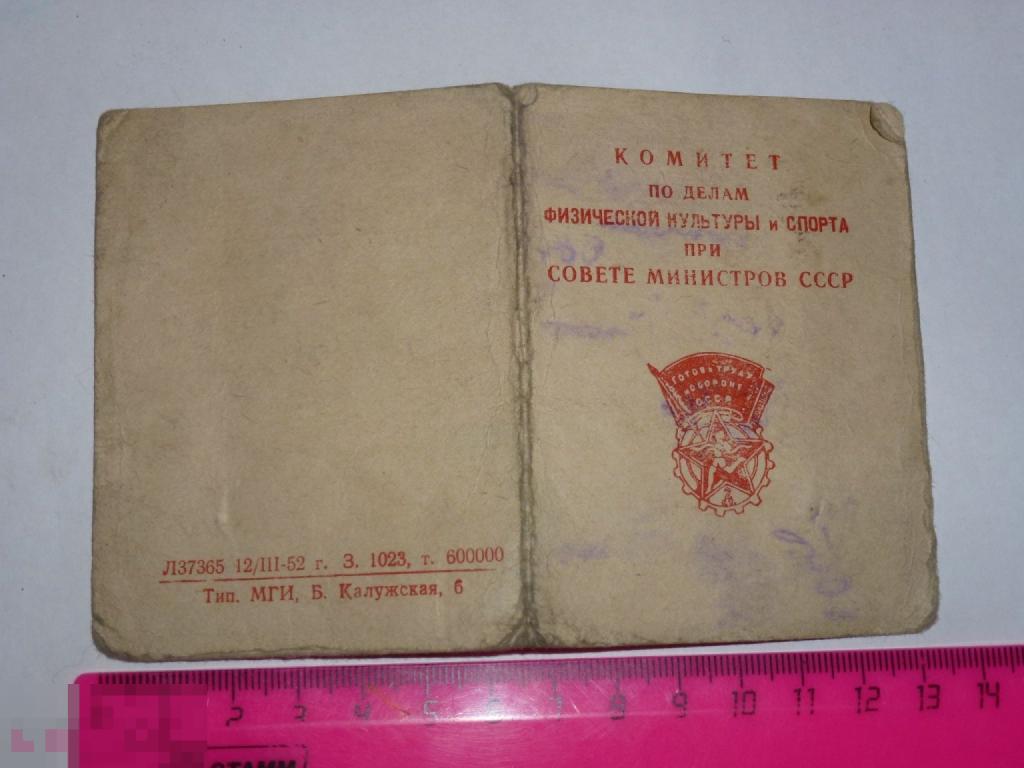 КОМИТЕТ
ПО ДЕЛАМ
ФИЗИЧЕСКОЙ КУЛЬТУРЫ и СПОРТА
ПРИ
СОВЕТЕ МИНИСТРОВ СССР
ГОТОВ к ТРУДУ
и ОБОРОНЕ
СССР
Л37365 12/III-52 г. З. 1023, т. 600000
Тип. МГИ, Б. Калужская, 6
2 3 4 5 6 7 8 9 10 11 12 13 14
СТАММ